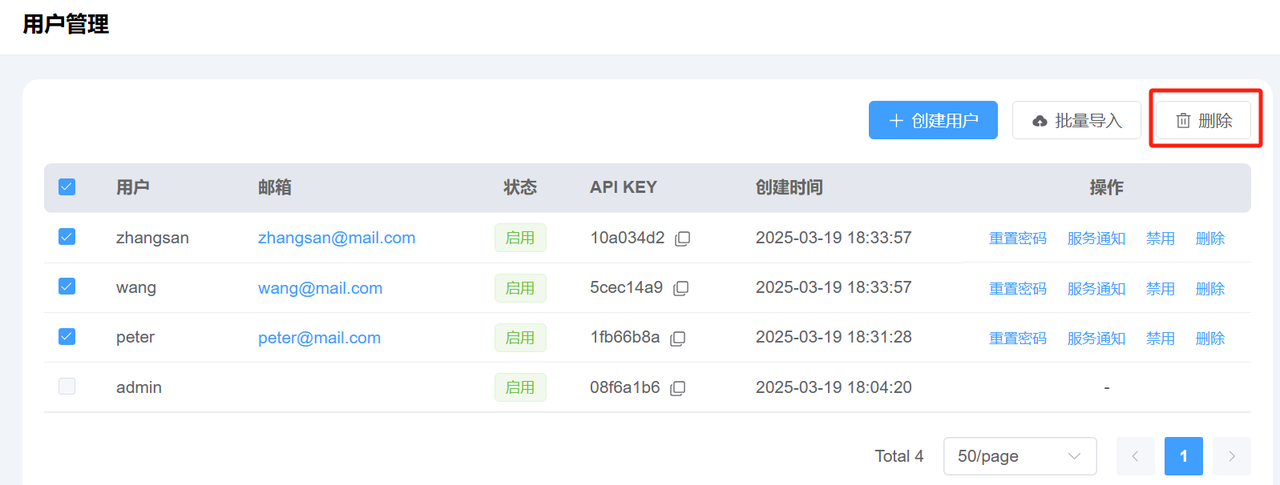 用户管理
创建用户 批量导入 删除
用户 邮箱 状态 API KEY 创建时间 操作
zhangsan zhangsan@mail.com 启用 10a034d2 2025-03-19 18:33:57 重置密码 服务通知 禁用 删除
wang wang@mail.com 启用 5cec14a9 2025-03-19 18:33:57 重置密码 服务通知 禁用 删除
peter peter@mail.com 启用 1fb66b8a 2025-03-19 18:31:28 重置密码 服务通知 禁用 删除
admin 启用 08f6a1b6 2025-03-19 18:04:20 -
Total 4 50/page 1